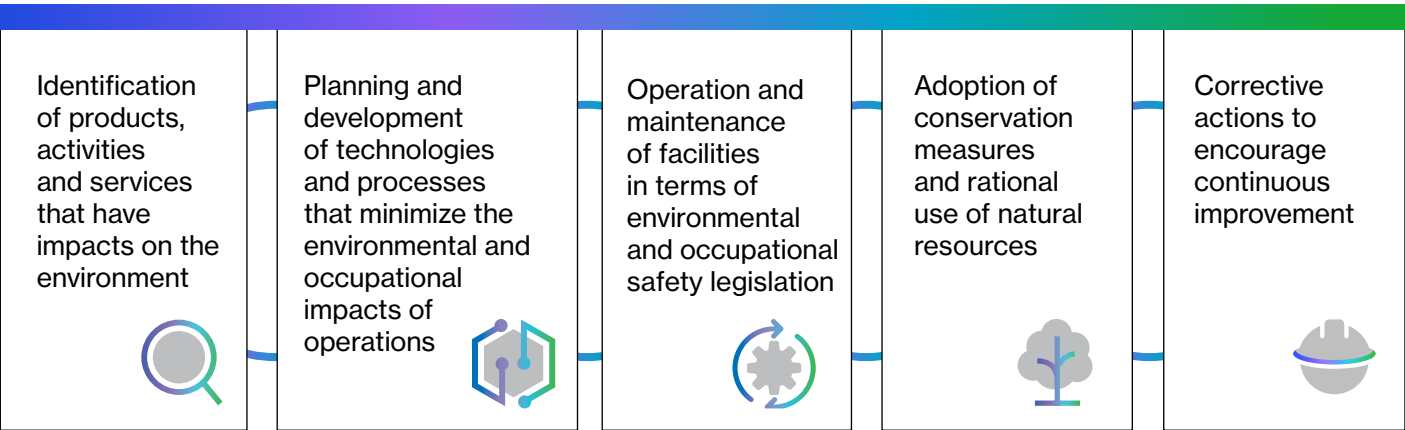 Identification
of products,
activities
and services
that have
impacts on the
environment
Planning and
development
of technologies
and processes
that minimize the
environmental and
occupational
impacts of
operations
Operation and
maintenance
of facilities
in terms of
environmental
and occupational
safety legislation
Adoption of
conservation
measures
and rational
use of natural
resources
Corrective
actions to
encourage
continuous
improvement